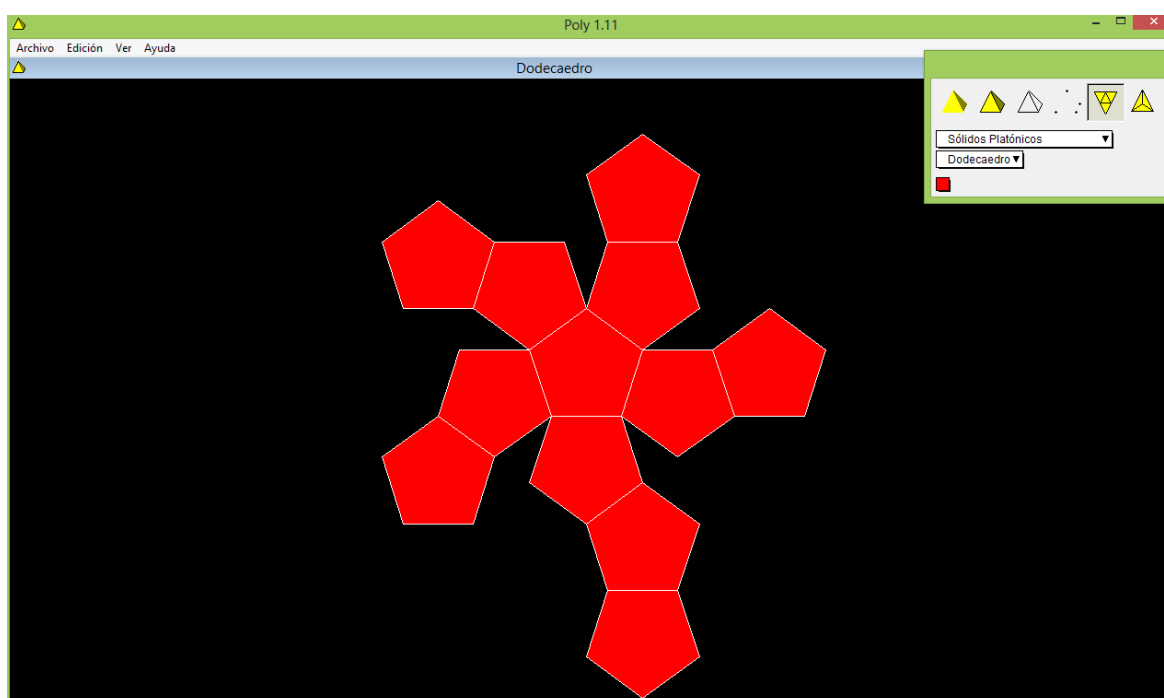 Poly 1.11
Archivo Edición Ver Ayuda
Dodecaedro
Sólidos Platónicos
Dodecaedro